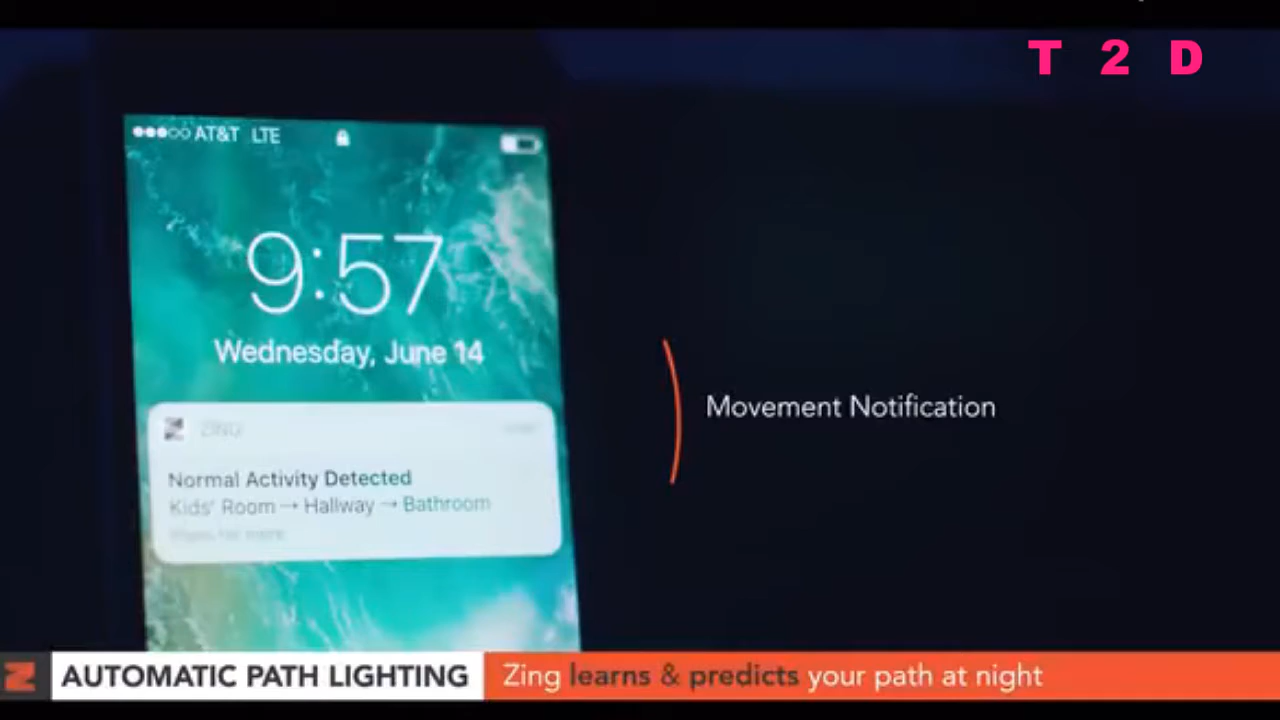 T 2 D
AT&T LTE
9:57
Wednesday, June 14
ZING
Normal Activity Detected
Kids' Room → Hallway → Bathroom
Movement Notification
AUTOMATIC PATH LIGHTING
Zing learns & predicts your path at night